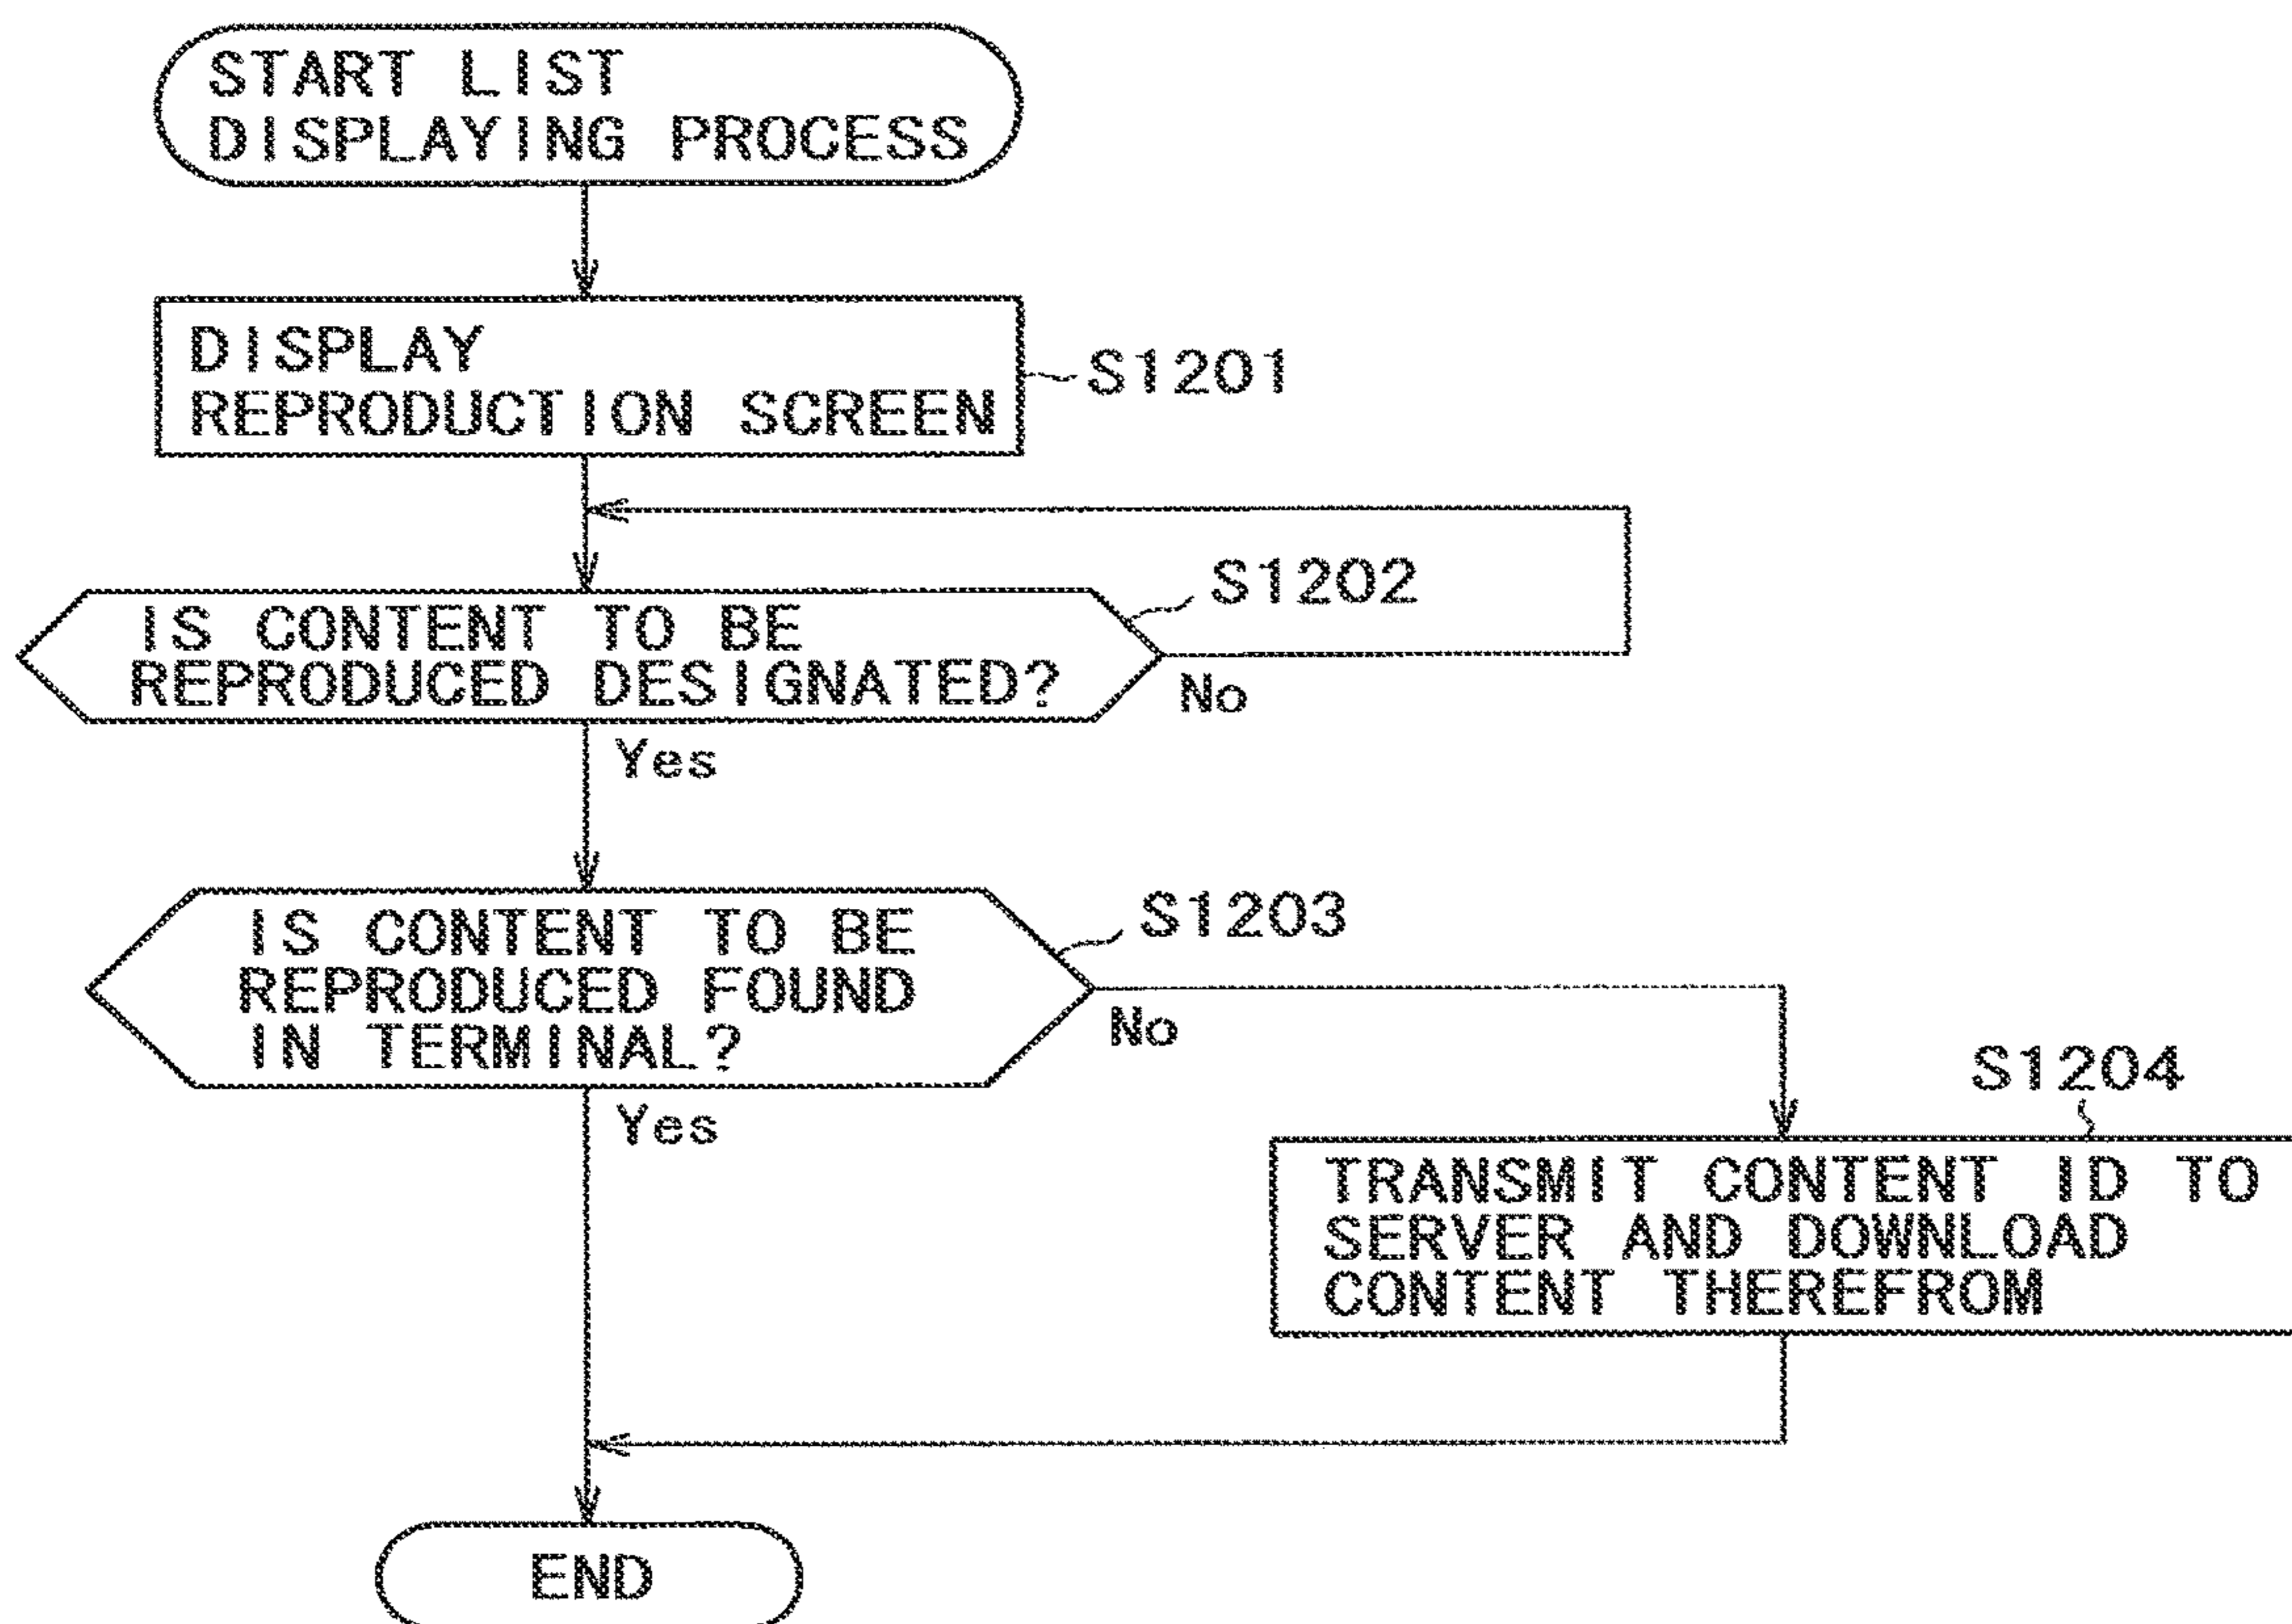 START LIST
DISPLAYING PROCESS
DISPLAY
REPRODUCTION SCREEN
S1201
S1202
IS CONTENT TO BE
REPRODUCED DESIGNATED?
No
Yes
S1203
IS CONTENT TO BE
REPRODUCED FOUND
IN TERMINAL?
No
Yes
S1204
TRANSMIT CONTENT ID TO
SERVER AND DOWNLOAD
CONTENT THEREFROM
END